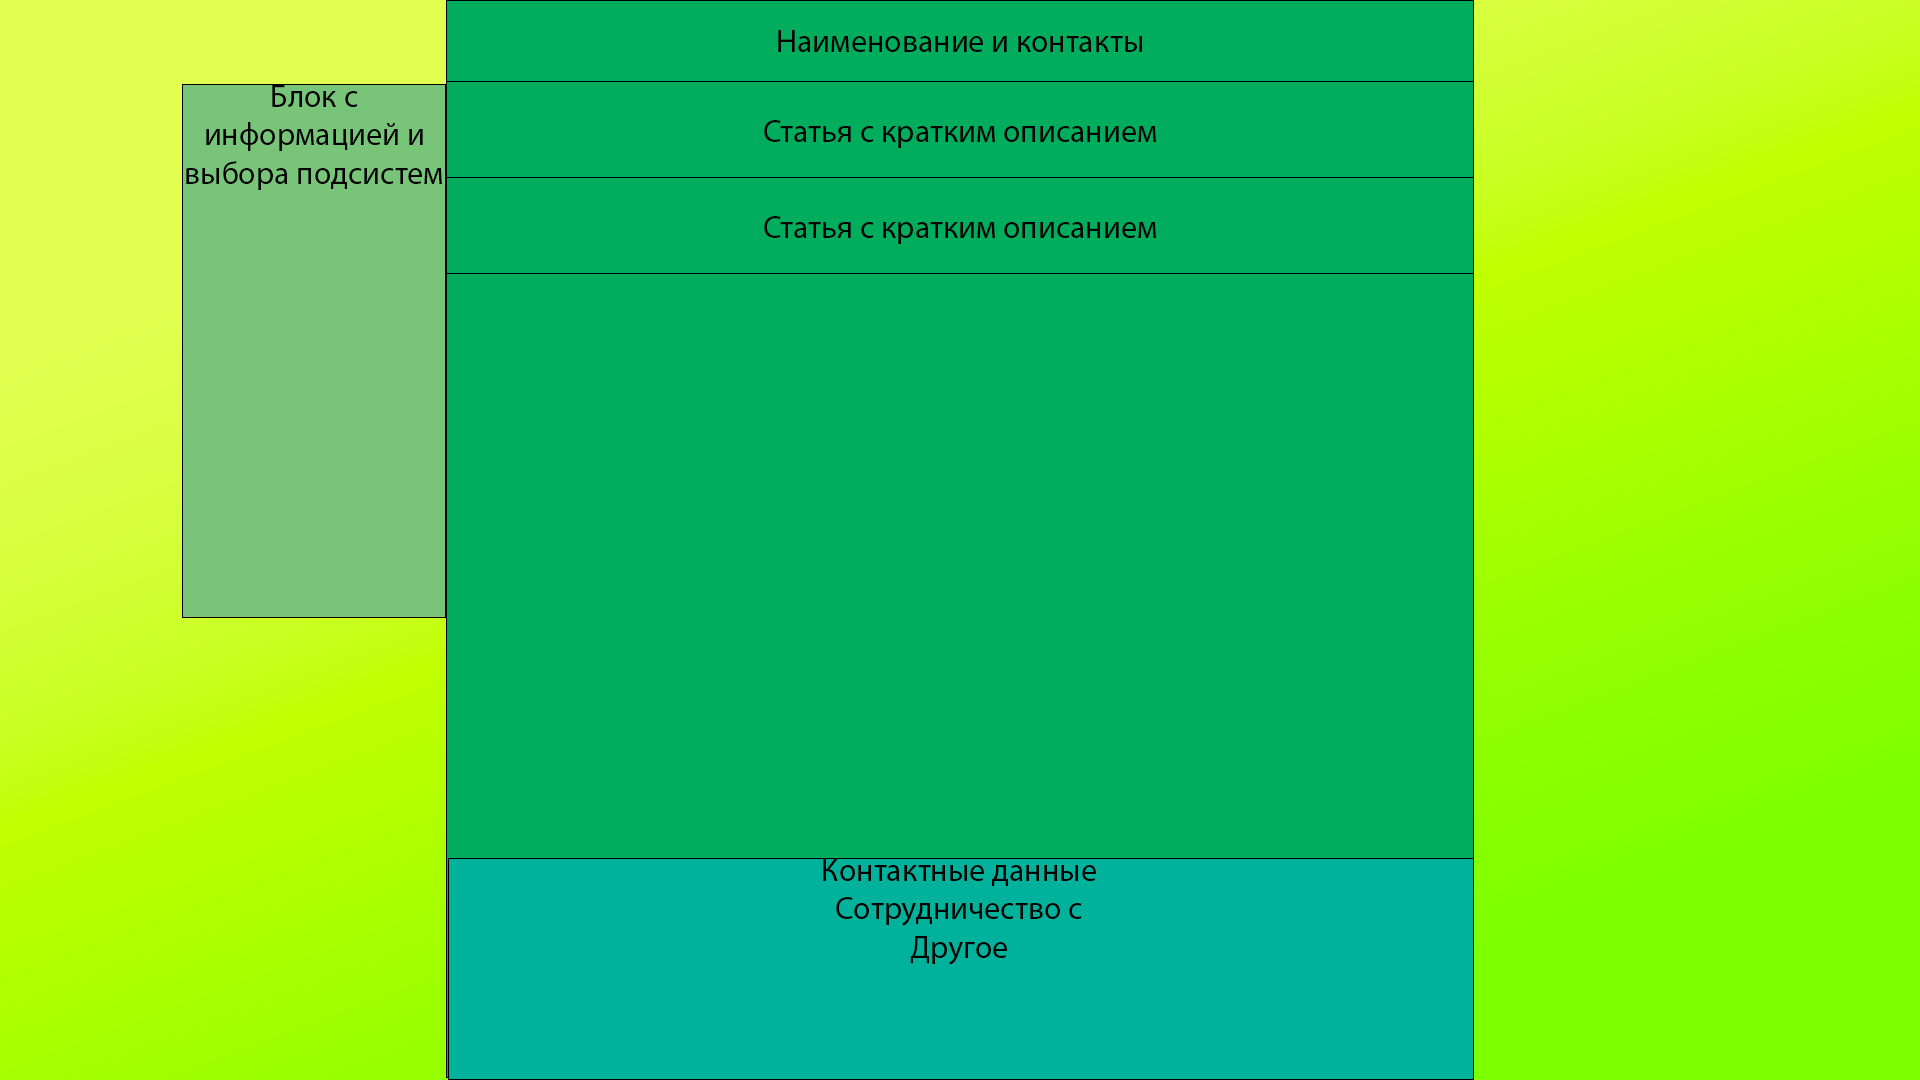 Наименование и контакты
Блок с
информацией и
выбора подсистем
Статья с кратким описанием
Статья с кратким описанием
Контактные данные
Сотрудничество с
Другое